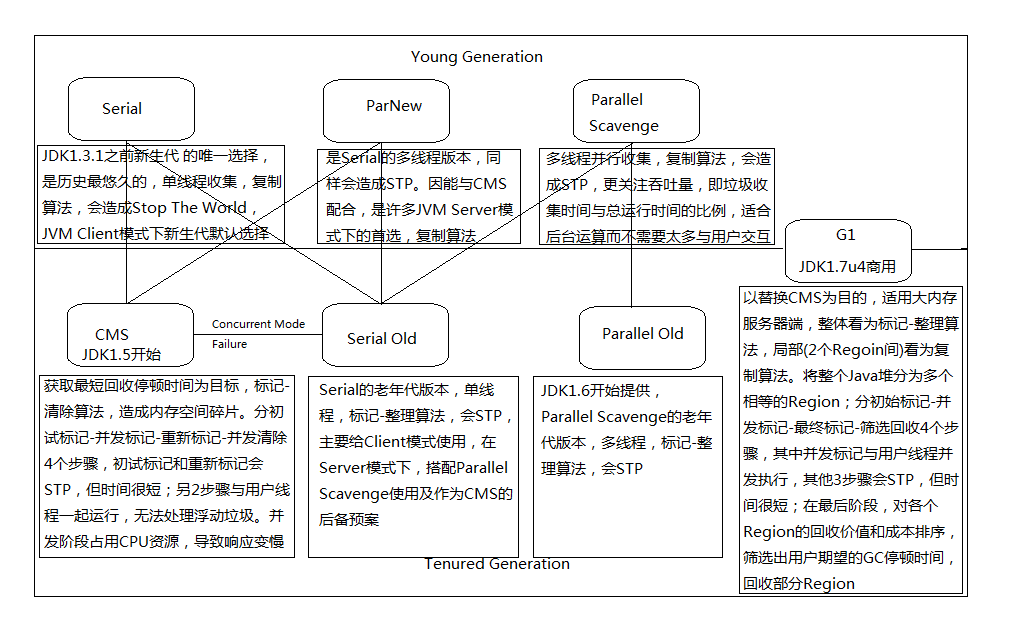 Young Generation
Serial
ParNew
Parallel
Scavenge
JDK1.3.1之前新生代 的唯一选择，
是历史最悠久的，单线程收集，复制
算法，会造成Stop The World，
JVM Client模式下新生代默认选择
是Serial的多线程版本，同
样会造成STP。因能与CMS
配合，是许多JVM Server模
式下的首选，复制算法
多线程并行收集，复制算法，会造
成STP，更关注吞吐量，即垃圾收
集时间与总运行时间的比例，适合
后台运算而不需要太多与用户交互
G1
JDK1.7u4商用
CMS
JDK1.5开始
Concurrent Mode
Failure
Serial Old
Parallel Old
获取最短回收停顿时间为目标，标记-
清除算法，造成内存空间碎片。分初
试标记-并发标记-重新标记-并发清除
4个步骤，初试标记和重新标记会
STP，但时间很短；另2步骤与用户线
程一起运行，无法处理浮动垃圾。并
发阶段占用CPU资源，导致响应变慢
Serial的老年代版本，单线
程，标记-整理算法，会STP，
主要给Client模式使用，在
Server模式下，搭配Parallel
Scavenge使用及作为CMS的
后备预案
JDK1.6开始提供，
Parallel Scavenge的老年
代版本，多线程，标记-整
理算法，会STP
以替换CMS为目的，适用大内存
服务器端，整体看为标记-整理算
法，局部(2个Regoin间)看为复
制算法。将整个Java堆分为多个
相等的Region；分初始标记-并
发标记-最终标记-筛选回收4个步
骤，其中并发标记与用户线程并
发执行，其他3步骤会STP，但时
间很短；在最后阶段，对各个
Region的回收价值和成本排序，
筛选出用户期望的GC停顿时间，
回收部分Region
Tenured Generation